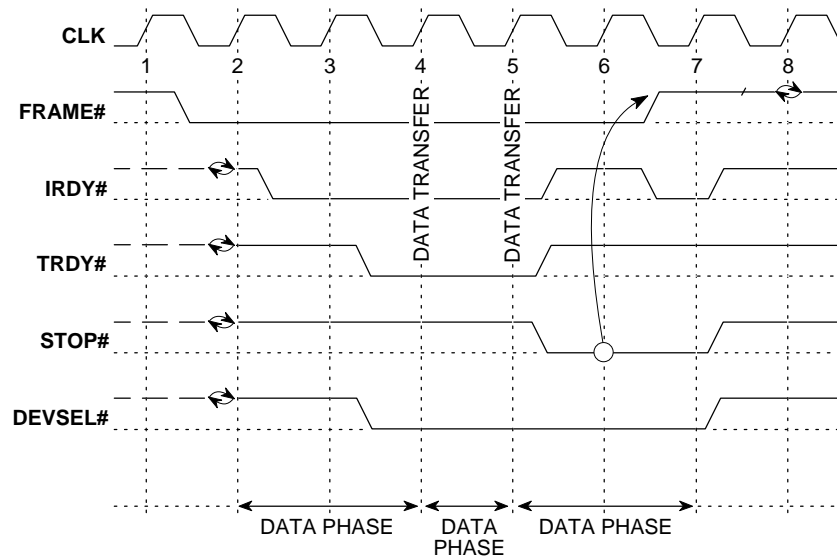 CLK
1 2 3 4 5 6 7 8
FRAME#
IRDY#
TRDY#
STOP#
DEVSEL#
DATA TRANSFER
DATA TRANSFER
DATA PHASE
DATA
PHASE
DATA PHASE